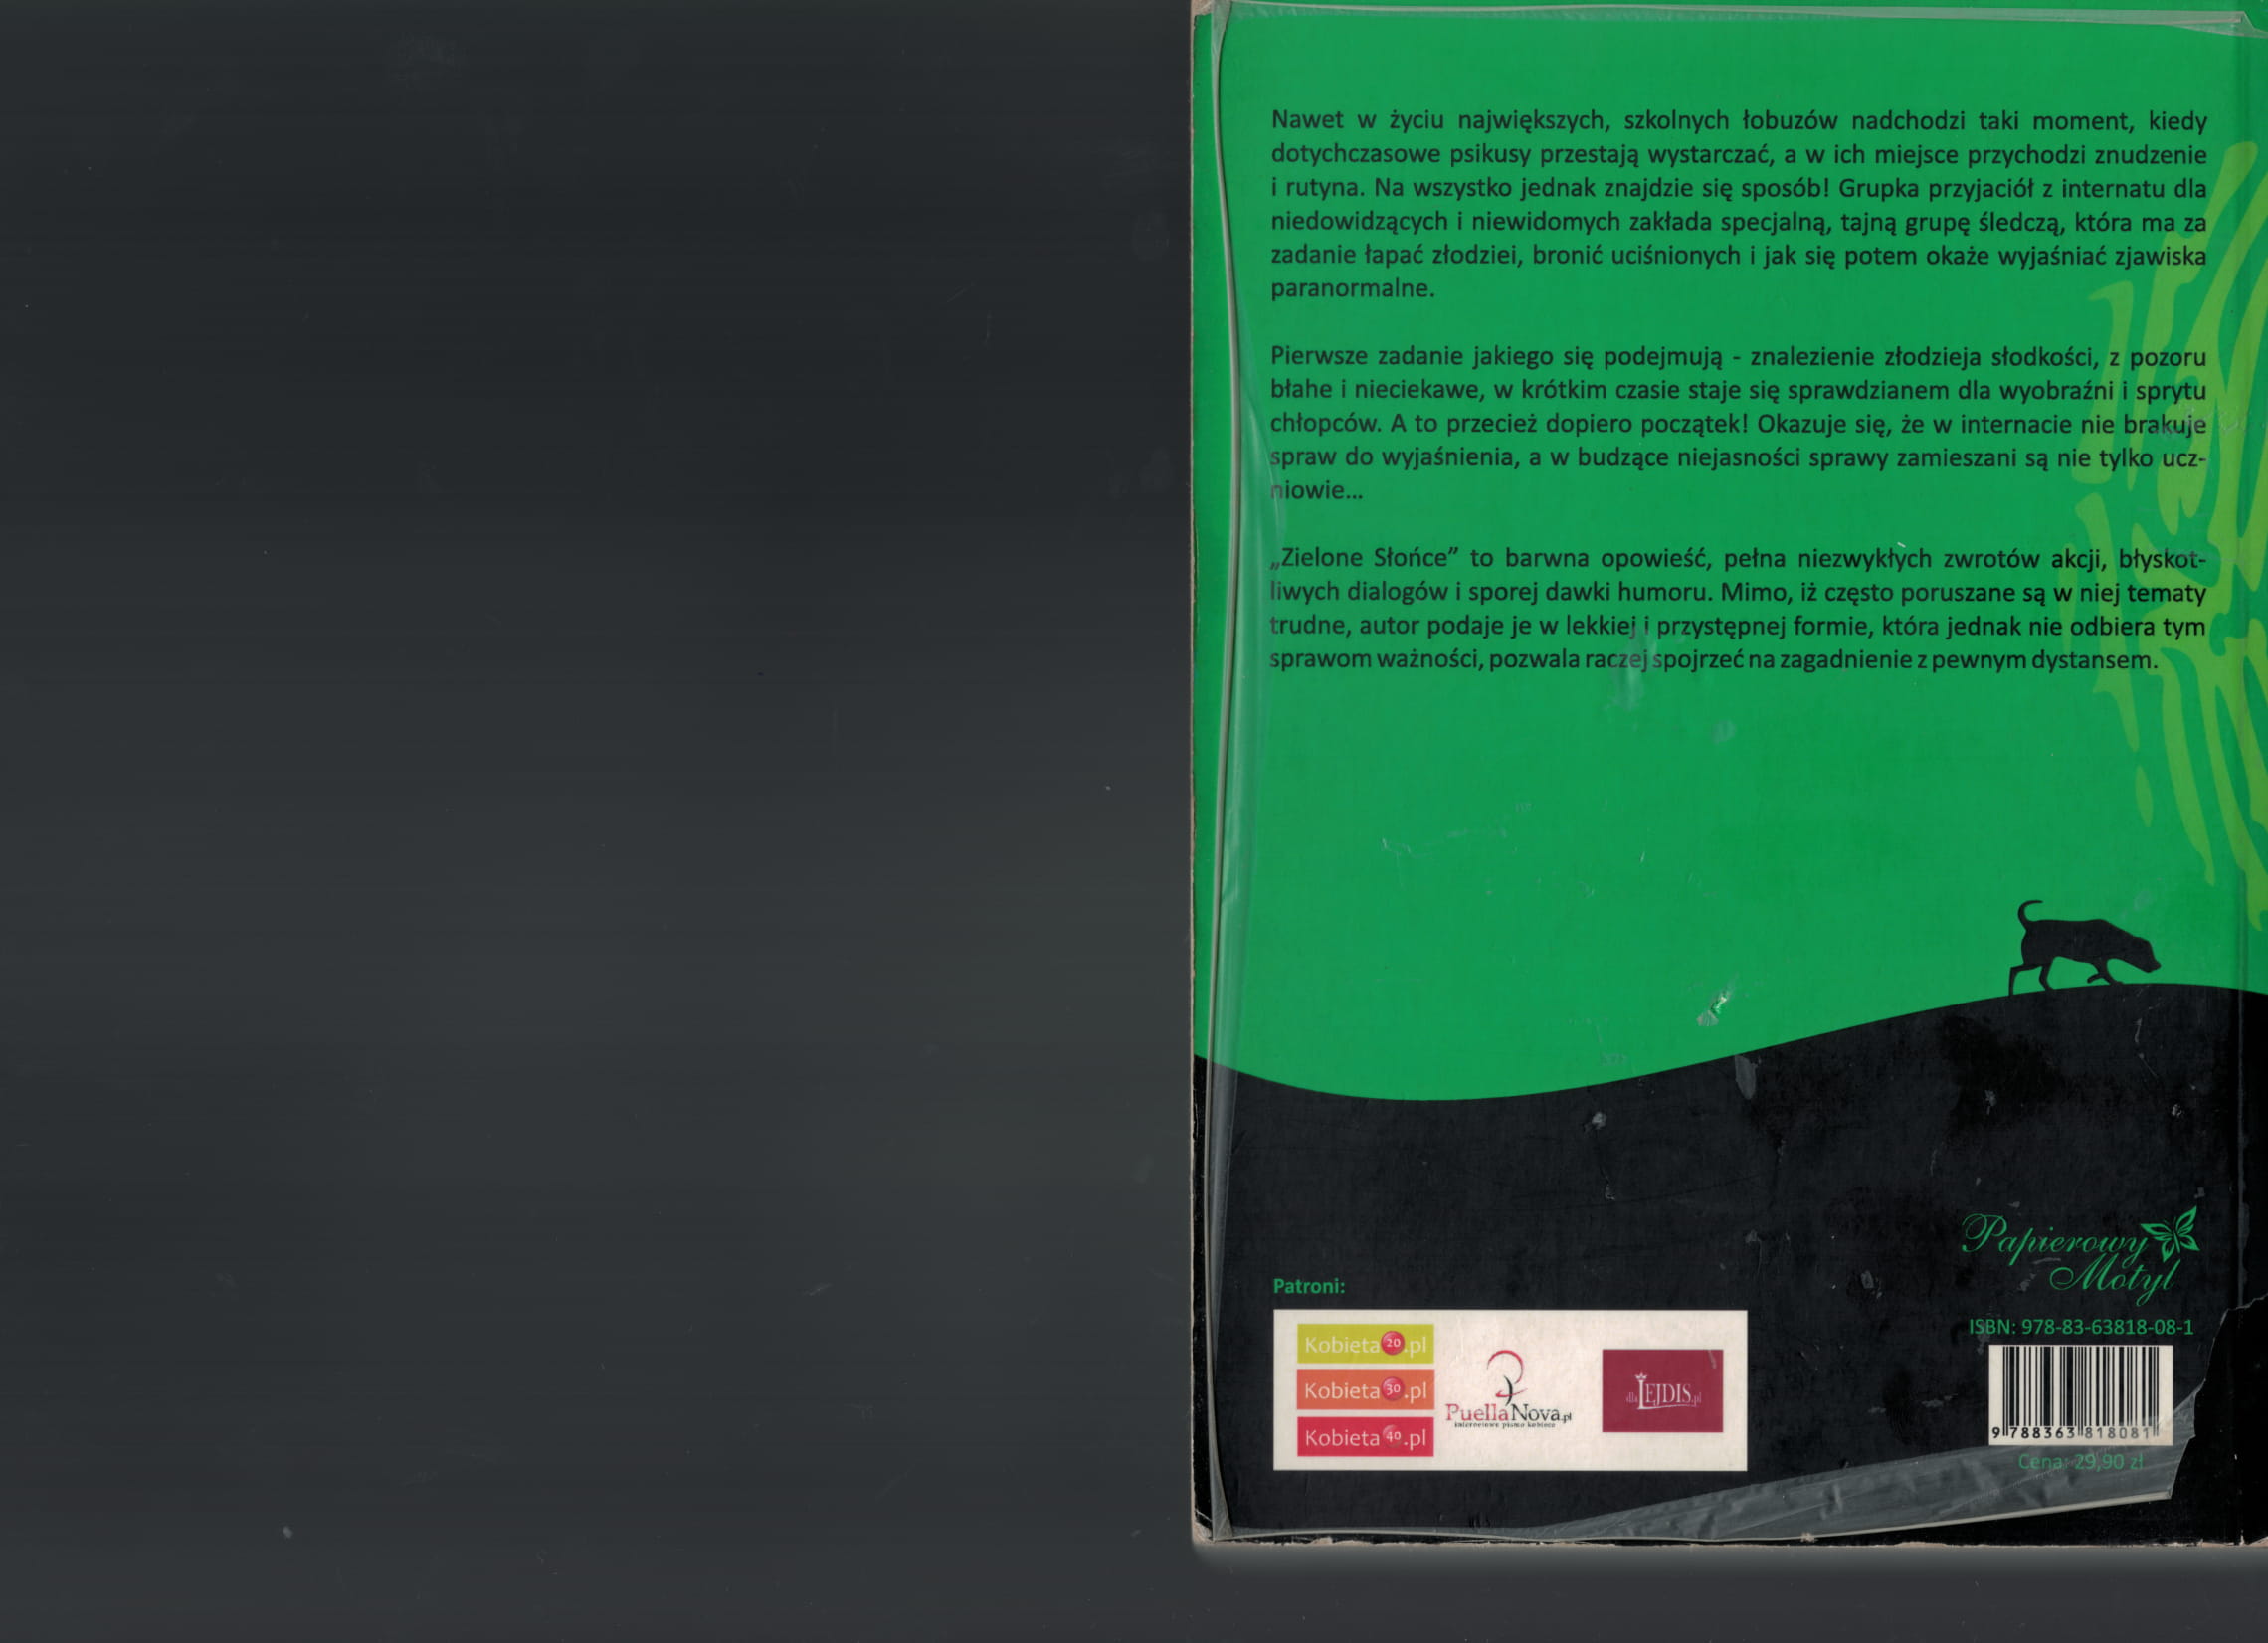 Nawet w życiu największych, szkolnych łobuzów nadchodzi taki moment, kiedy
dotychczasowe psikusy przestają wystarczać, a w ich miejsce przychodzi znudzenie
i rutyna. Na wszystko jednak znajdzie się sposób! Grupka przyjaciół z internatu dla
niedowidzących i niewidomych zakłada specjalną, tajną grupę śledczą, która ma za
zadanie łapać złodziei, bronić uciśnionych i jak się potem okaże wyjaśniać zjawiska
paranormalne.
Pierwsze zadanie jakiego się podejmują - znalezienie złodzieja słodkości, z pozoru
błahe i nieciekawe, w krótkim czasie staje się sprawdzianem dla wyobraźni i sprytu
chłopców. A to przecież dopiero początek! Okazuje się, że w internacie nie brakuje
spraw do wyjaśnienia, a w budzące niejasności sprawy zamieszani są nie tylko ucz-
niowie...
„Zielone Słońce” to barwna opowieść, pełna niezwykłych zwrotów akcji, błyskot-
liwych dialogów i sporej dawki humoru. Mimo, iż często poruszane są w niej tematy
trudne, autor podaje je w lekkiej i przystępnej formie, która jednak nie odbiera tym
sprawom ważności, pozwala raczej spojrzeć na zagadnienie z pewnym dystansem.
Papierowy
Motyl
Patroni:
Kobieta20.pl
Kobieta30.pl
Kobieta40.pl
PuellaNova.pl
internetowe pismo kobiece
dlaLEJDIS.pl
ISBN: 978-83-63818-08-1
9788363818081
Cena: 29,90 zł